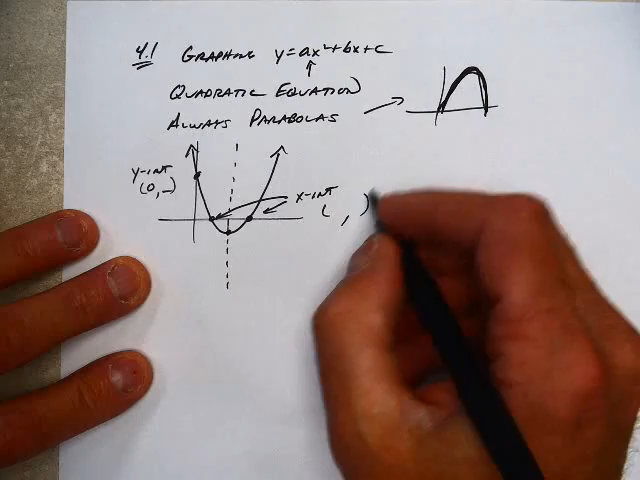 4.1 GRAPHING y=ax²+bx+c
QUADRATIC EQUATION
ALWAYS PARABOLAS
y-INT
(0, _)
x-INT
( , )